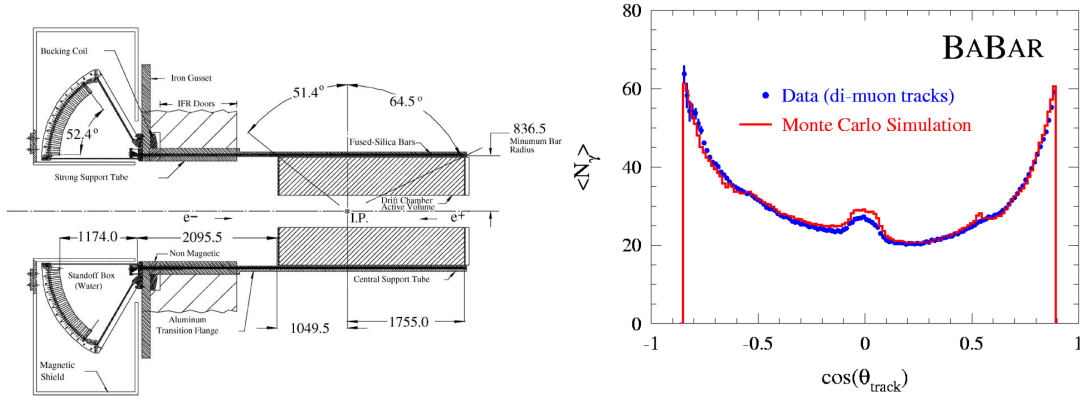 Bucking Coil
Iron Gusset
IFR Doors
51.4°
64.5°
52.4°
Fused-Silica Bars
836.5
Minumum Bar
Radius
Strong Support Tube
Drift Chamber
Active Volume
e−
I.P.
e+
1174.0
2095.5
Non Magnetic
Standoff Box
(Water)
Central Support Tube
Aluminum
Transition Flange
1049.5
1755.0
Magnetic
Shield
BABAR
Data (di-muon tracks)
Monte Carlo Simulation
<Nγ>
80
60
40
20
0
-1
-0.5
0
0.5
1
cos(θtrack)